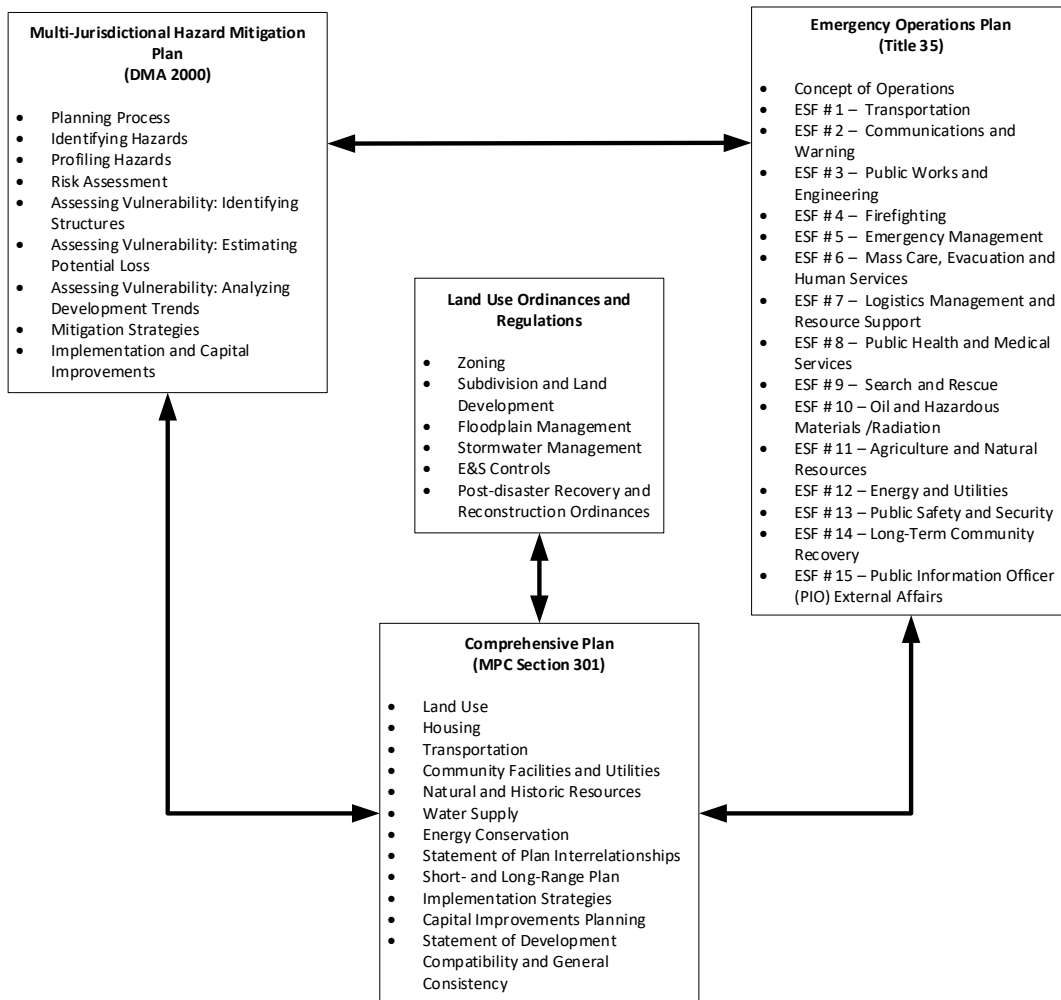 Multi-Jurisdictional Hazard Mitigation
Plan
(DMA 2000)
• Planning Process
• Identifying Hazards
• Profiling Hazards
• Risk Assessment
• Assessing Vulnerability: Identifying
Structures
• Assessing Vulnerability: Estimating
Potential Loss
• Assessing Vulnerability: Analyzing
Development Trends
• Mitigation Strategies
• Implementation and Capital
Improvements
Emergency Operations Plan
(Title 35)
• Concept of Operations
• ESF # 1 – Transportation
• ESF # 2 – Communications and
Warning
• ESF # 3 – Public Works and
Engineering
• ESF # 4 – Firefighting
• ESF # 5 – Emergency Management
• ESF # 6 – Mass Care, Evacuation and
Human Services
• ESF # 7 – Logistics Management and
Resource Support
• ESF # 8 – Public Health and Medical
Services
• ESF # 9 – Search and Rescue
• ESF # 10 – Oil and Hazardous
Materials /Radiation
• ESF # 11 – Agriculture and Natural
Resources
• ESF # 12 – Energy and Utilities
• ESF # 13 – Public Safety and Security
• ESF # 14 – Long-Term Community
Recovery
• ESF # 15 – Public Information Officer
(PIO) External Affairs
Land Use Ordinances and
Regulations
• Zoning
• Subdivision and Land
Development
• Floodplain Management
• Stormwater Management
• E&S Controls
• Post-disaster Recovery and
Reconstruction Ordinances
Comprehensive Plan
(MPC Section 301)
• Land Use
• Housing
• Transportation
• Community Facilities and Utilities
• Natural and Historic Resources
• Water Supply
• Energy Conservation
• Statement of Plan Interrelationships
• Short- and Long-Range Plan
• Implementation Strategies
• Capital Improvements Planning
• Statement of Development
Compatibility and General
Consistency